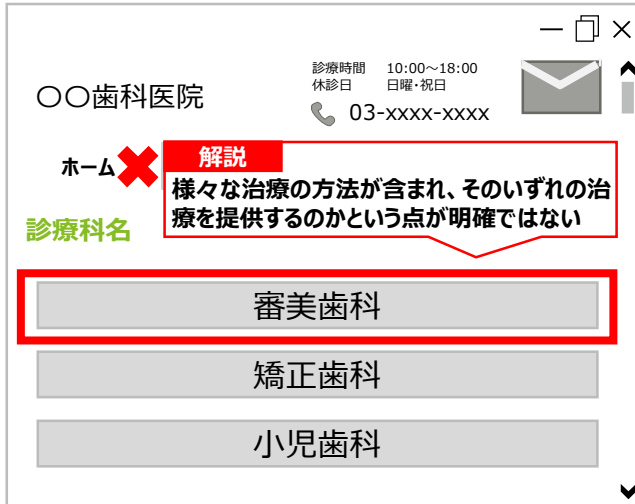 〇〇歯科医院
診療時間 10:00～18:00
休診日 日曜・祝日
03-xxxx-xxxx
ホーム
解説
様々な治療の方法が含まれ、そのいずれの治
療を提供するのかという点が明確ではない
診療科名
審美歯科
矯正歯科
小児歯科